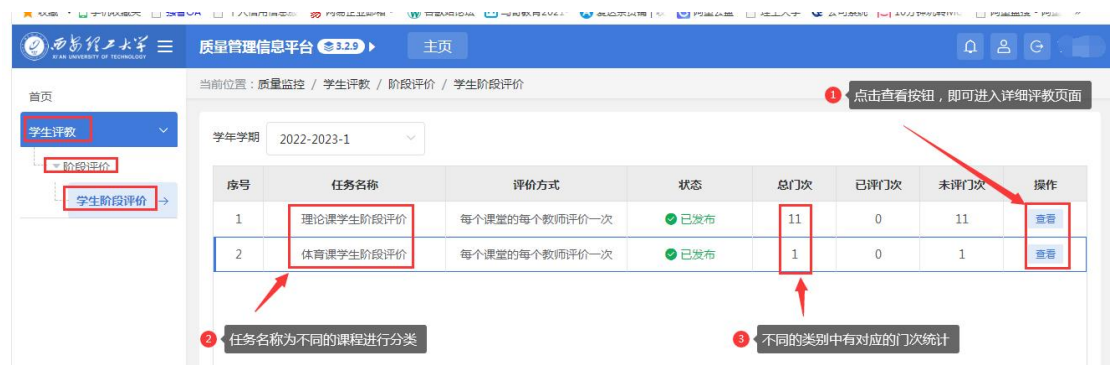 西安理工大学
XI'AN UNIVERSITY OF TECHNOLOGY
质量管理信息平台 3.2.9 主页
当前位置：质量监控 / 学生评教 / 阶段评价 / 学生阶段评价
1 点击查看按钮，即可进入详细评教页面
首页
学生评教
阶段评价
学生阶段评价
学年学期 2022-2023-1
序号 任务名称 评价方式 状态 总门次 已评门次 未评门次 操作
1 理论课学生阶段评价 每个课堂的每个教师评价一次 已发布 11 0 11 查看
2 体育课学生阶段评价 每个课堂的每个教师评价一次 已发布 1 0 1 查看
2 任务名称为不同的课程进行分类
3 不同的类别中有对应的门次统计